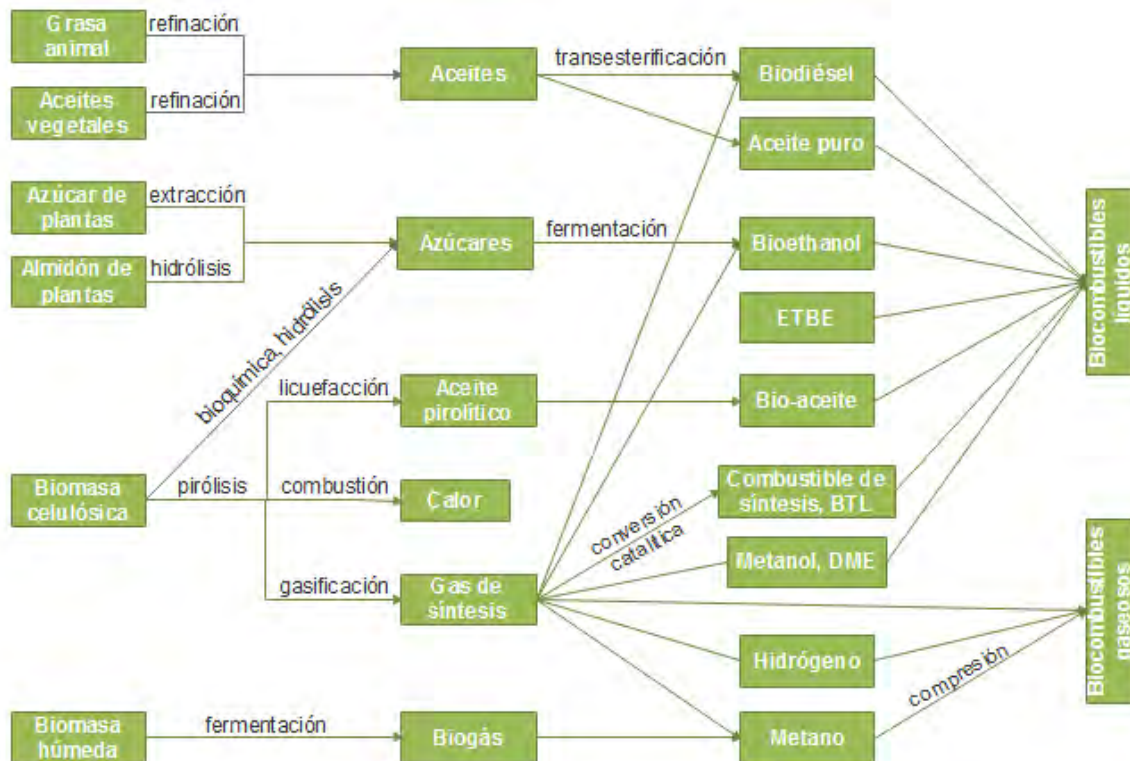 Grasa
animal
refinación
Aceites
vegetales
refinación
Aceites
transesterificación
Biodiésel
Aceite puro
Azúcar de
plantas
extracción
Almidón de
plantas
hidrólisis
Azúcares
fermentación
Bioethanol
ETBE
bioquímica, hidrólisis
licuefacción
Aceite
pirolítico
Bio-aceite
Biomasa
celulósica
pirólisis
combustión
Calor
conversión
catalítica
Combustible de
síntesis, BTL
Metanol, DME
gasificación
Gas de
síntesis
Hidrógeno
compresión
Biomasa
húmeda
fermentación
Biogás
Metano
Biocombustibles
líquidos
Biocombustibles
gaseosos